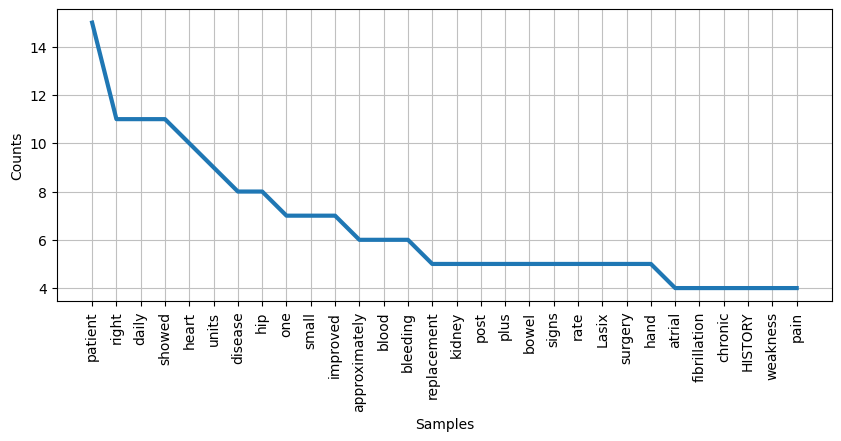 14
12
10
8
6
4
Counts
patient
right
daily
showed
heart
units
disease
hip
one
small
improved
approximately
blood
bleeding
replacement
kidney
post
plus
bowel
signs
rate
Lasix
surgery
hand
atrial
fibrillation
chronic
HISTORY
weakness
pain
Samples